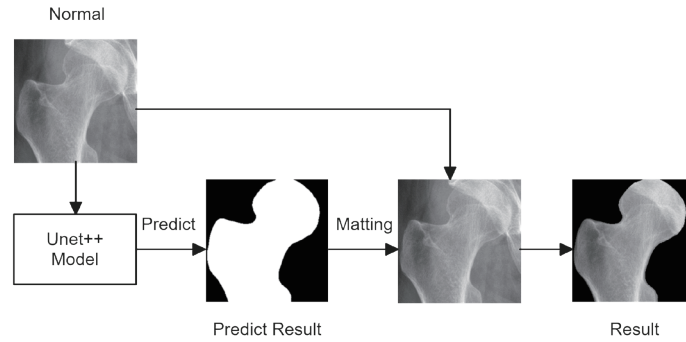 Normal
Unet++
Model
Predict
Matting
Predict Result
Result